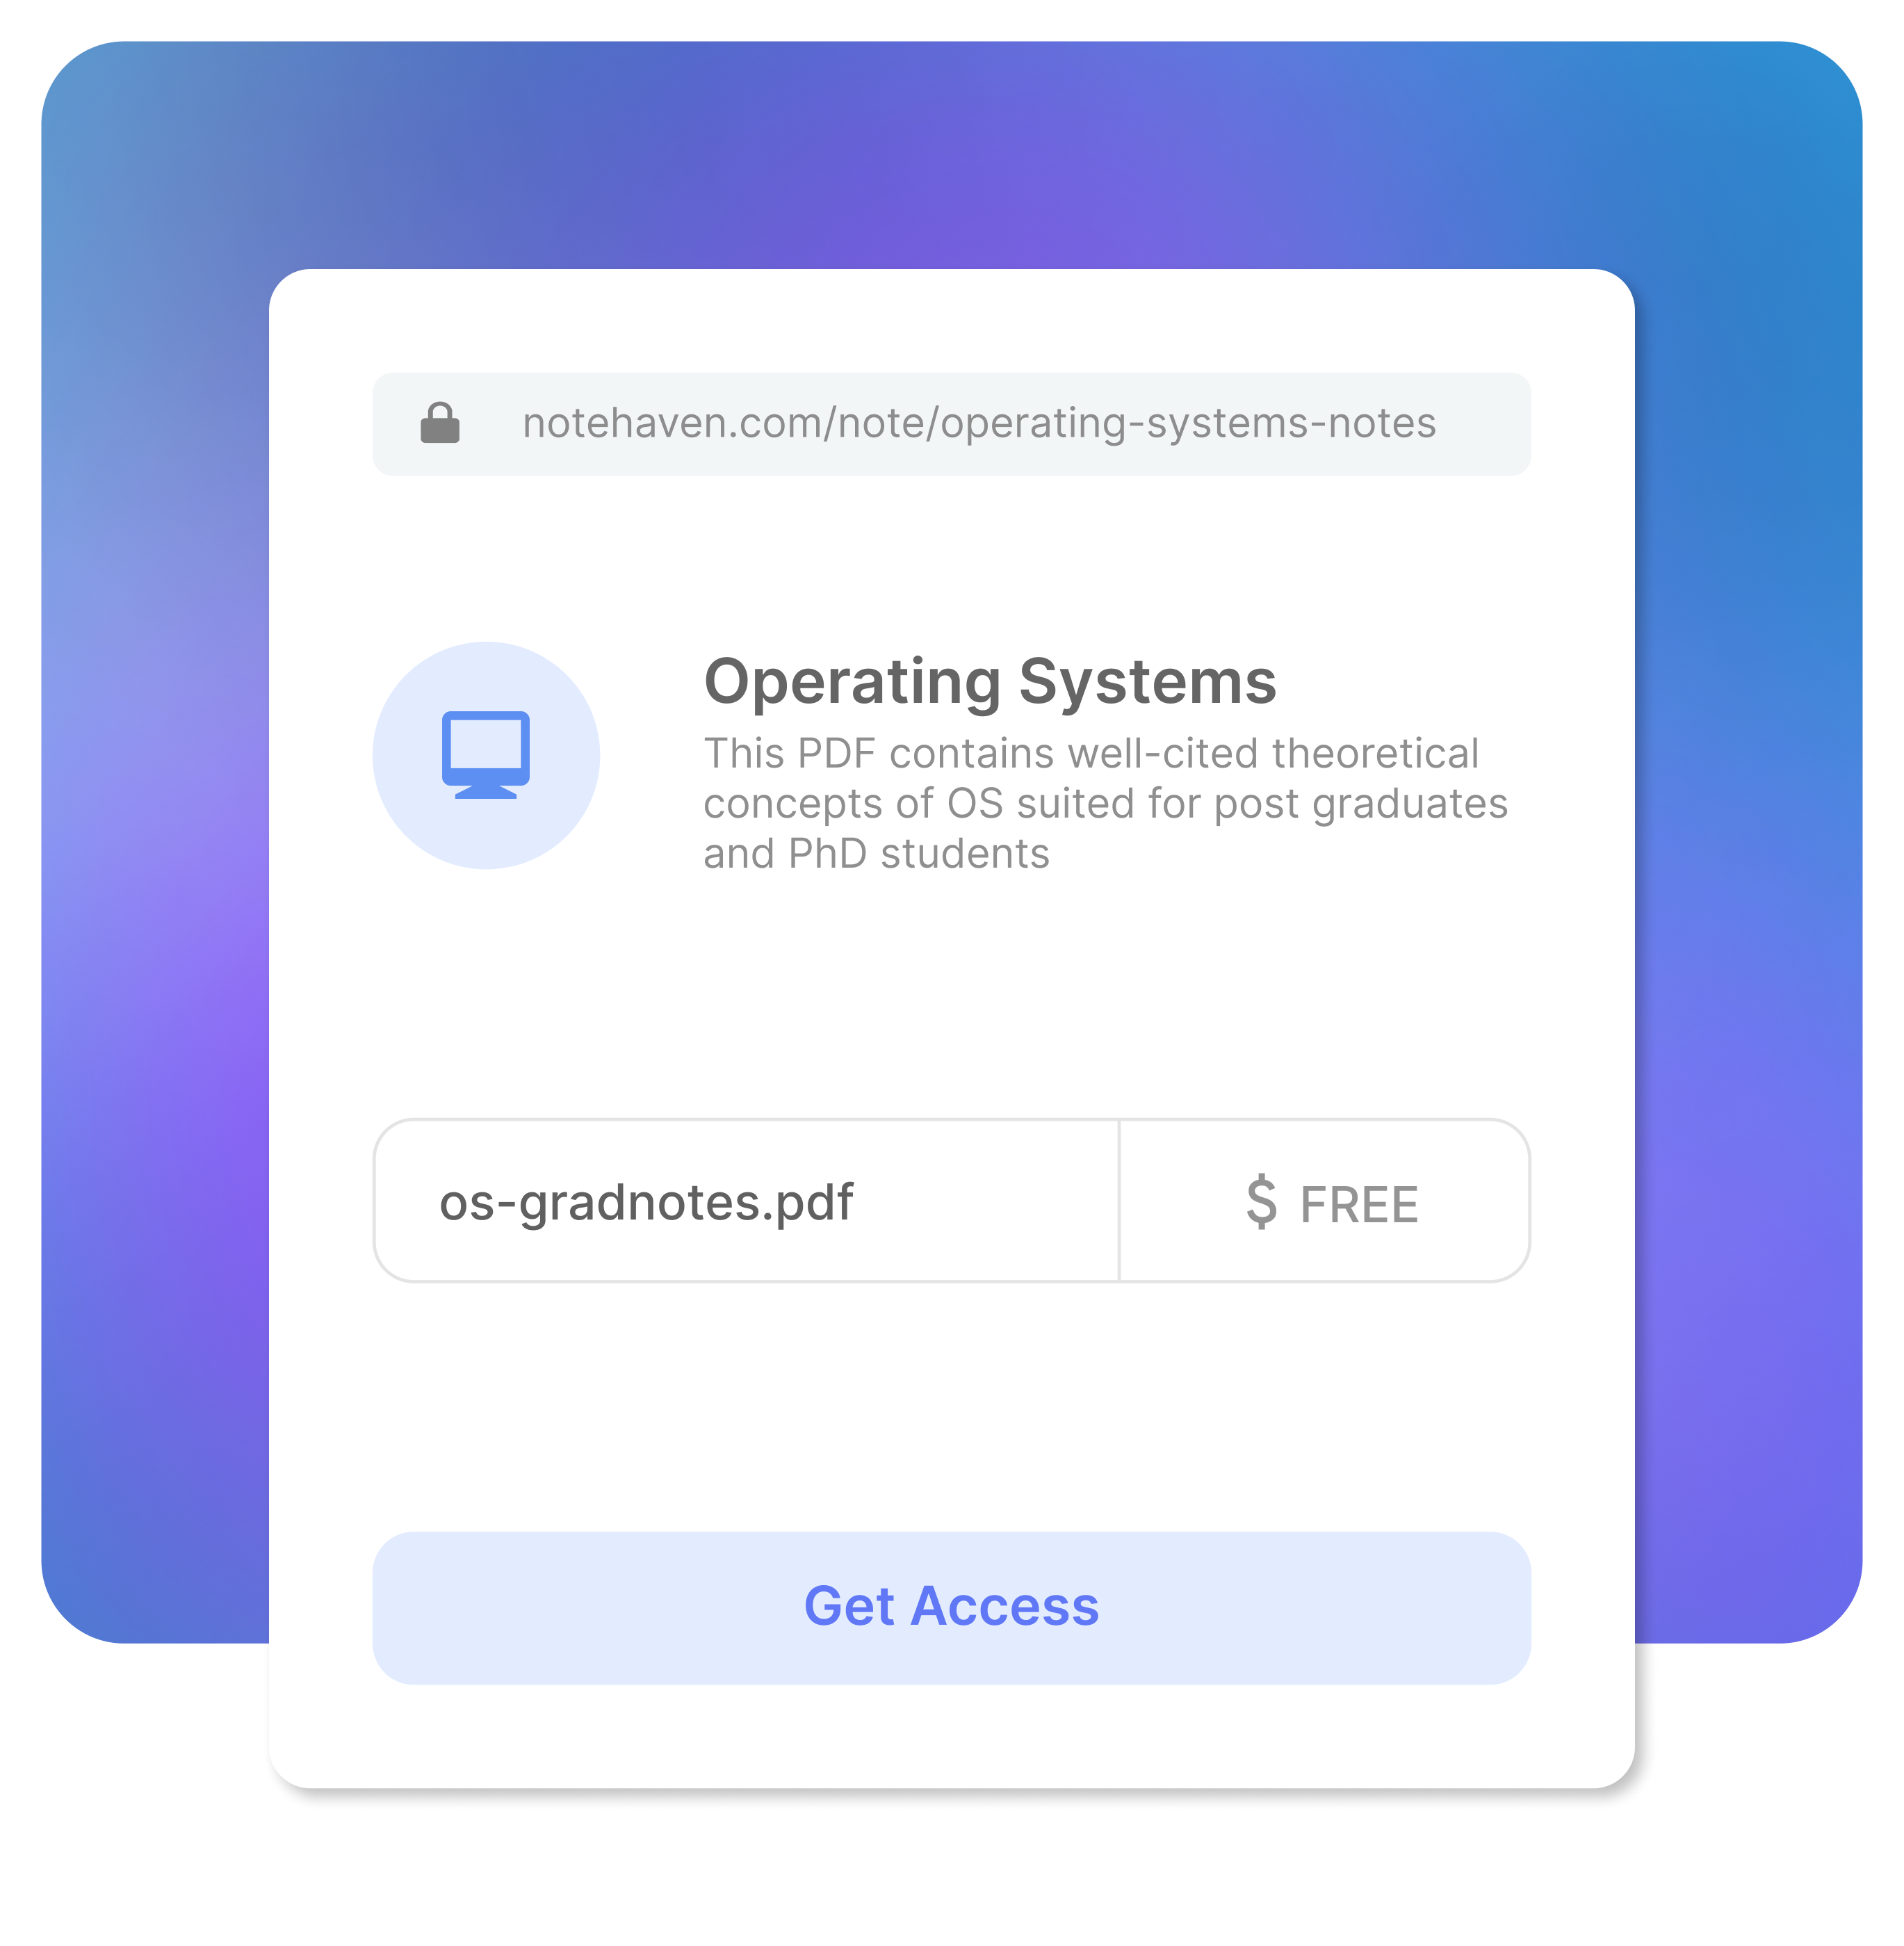 notehaven.com/note/operating-systems-notes
Operating Systems
This PDF contains well-cited theoretical
concepts of OS suited for post graduates
and PhD students
os-gradnotes.pdf
$ FREE
Get Access